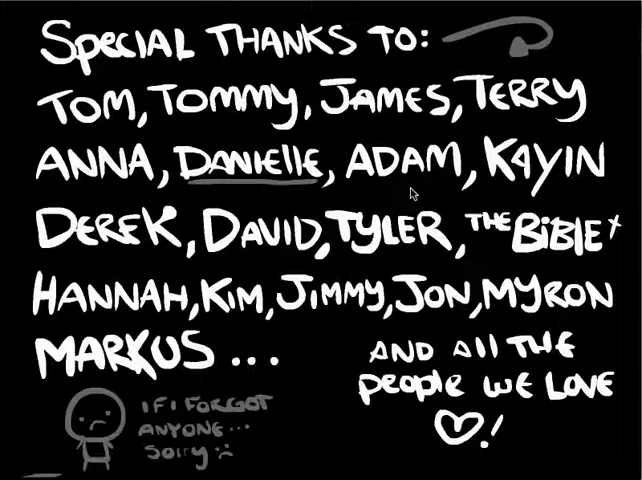 Special THANKS TO:
TOM, TOMMY, JAMES, TERRY
ANNA, DANIELLE, ADAM, KAYIN
DEREK, DAVID, TYLER, THE BIBLE
HANNAH, KIM, JIMMY, JON, MYRON
MARKUS...
AND All THE
people WE LOVE
♡!
IF I FORGOT
ANYONE...
Sorry :(